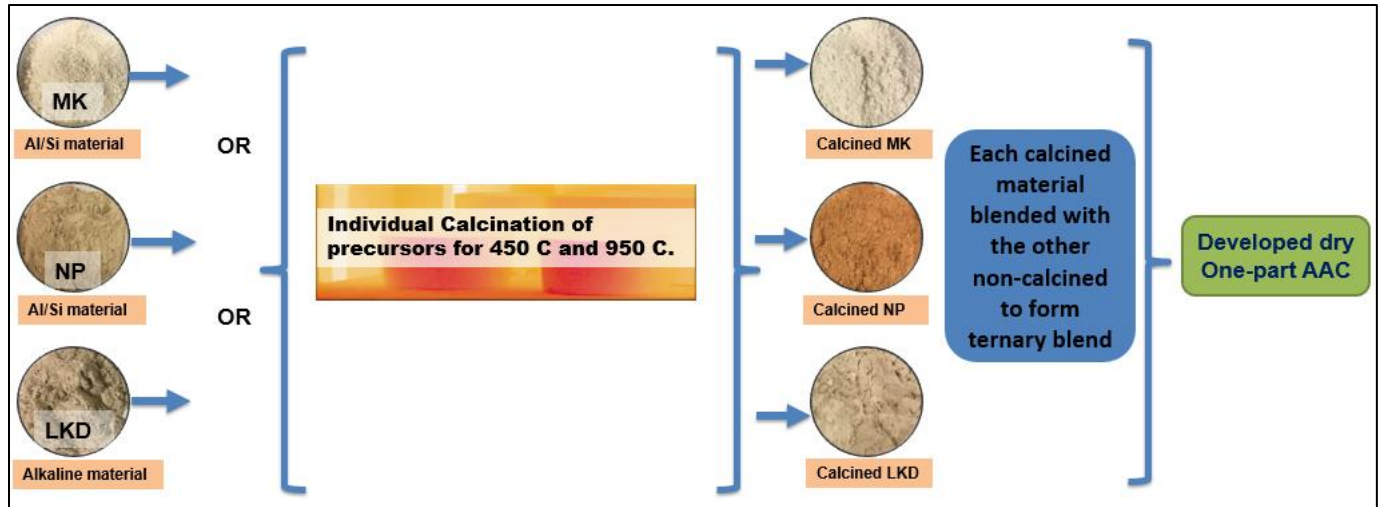 MK
Al/Si material
OR
NP
Al/Si material
OR
LKD
Alkaline material
Individual Calcination of
precursors for 450 C and 950 C.
Calcined MK
Calcined NP
Calcined LKD
Each calcined
material
blended with
the other
non-calcined
to form
ternary blend
Developed dry
One-part AAC